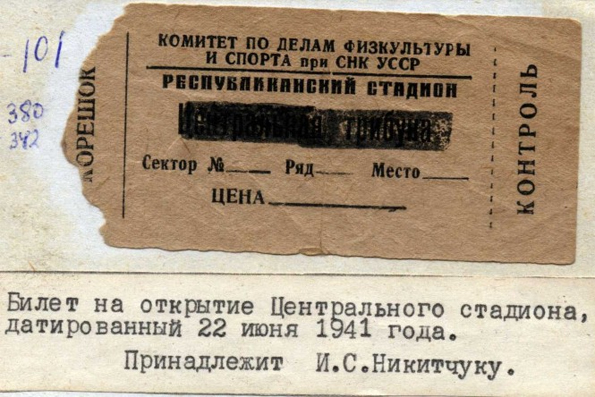 -101
380
342
КОРЕШОК
КОМИТЕТ ПО ДЕЛАМ ФИЗКУЛЬТУРЫ
И СПОРТА при СНК УССР
РЕСПУБЛИКАНСКИЙ СТАДИОН
Центральная трибуна
Сектор № Ряд Место
ЦЕНА
КОНТРОЛЬ
Билет на открытие Центрального стадиона,
датированный 22 июня 1941 года.
Принадлежит И.С.Никитчуку.